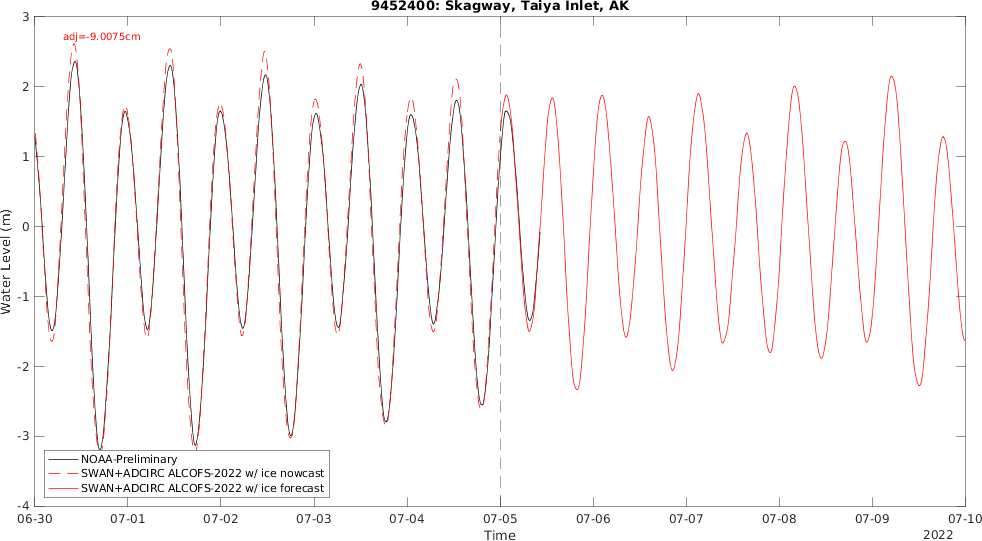 9452400: Skagway, Taiya Inlet, AK
adj=-9.0075cm
3
2
1
0
-1
-2
-3
-4
Water Level (m)
NOAA-Preliminary
SWAN+ADCIRC ALCOFS-2022 w/ ice nowcast
SWAN+ADCIRC ALCOFS-2022 w/ ice forecast
06-30 07-01 07-02 07-03 07-04 07-05 07-06 07-07 07-08 07-09 07-10
Time
2022